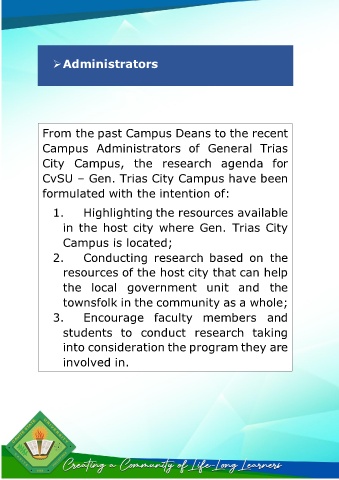 ➢ Administrators
From the past Campus Deans to the recent
Campus Administrators of General Trias
City Campus, the research agenda for
CvSU – Gen. Trias City Campus have been
formulated with the intention of:
1. Highlighting the resources available
in the host city where Gen. Trias City
Campus is located;
2. Conducting research based on the
resources of the host city that can help
the local government unit and the
townsfolk in the community as a whole;
3. Encourage faculty members and
students to conduct research taking
into consideration the program they are
involved in.
Creating a Community of Life-Long Learners